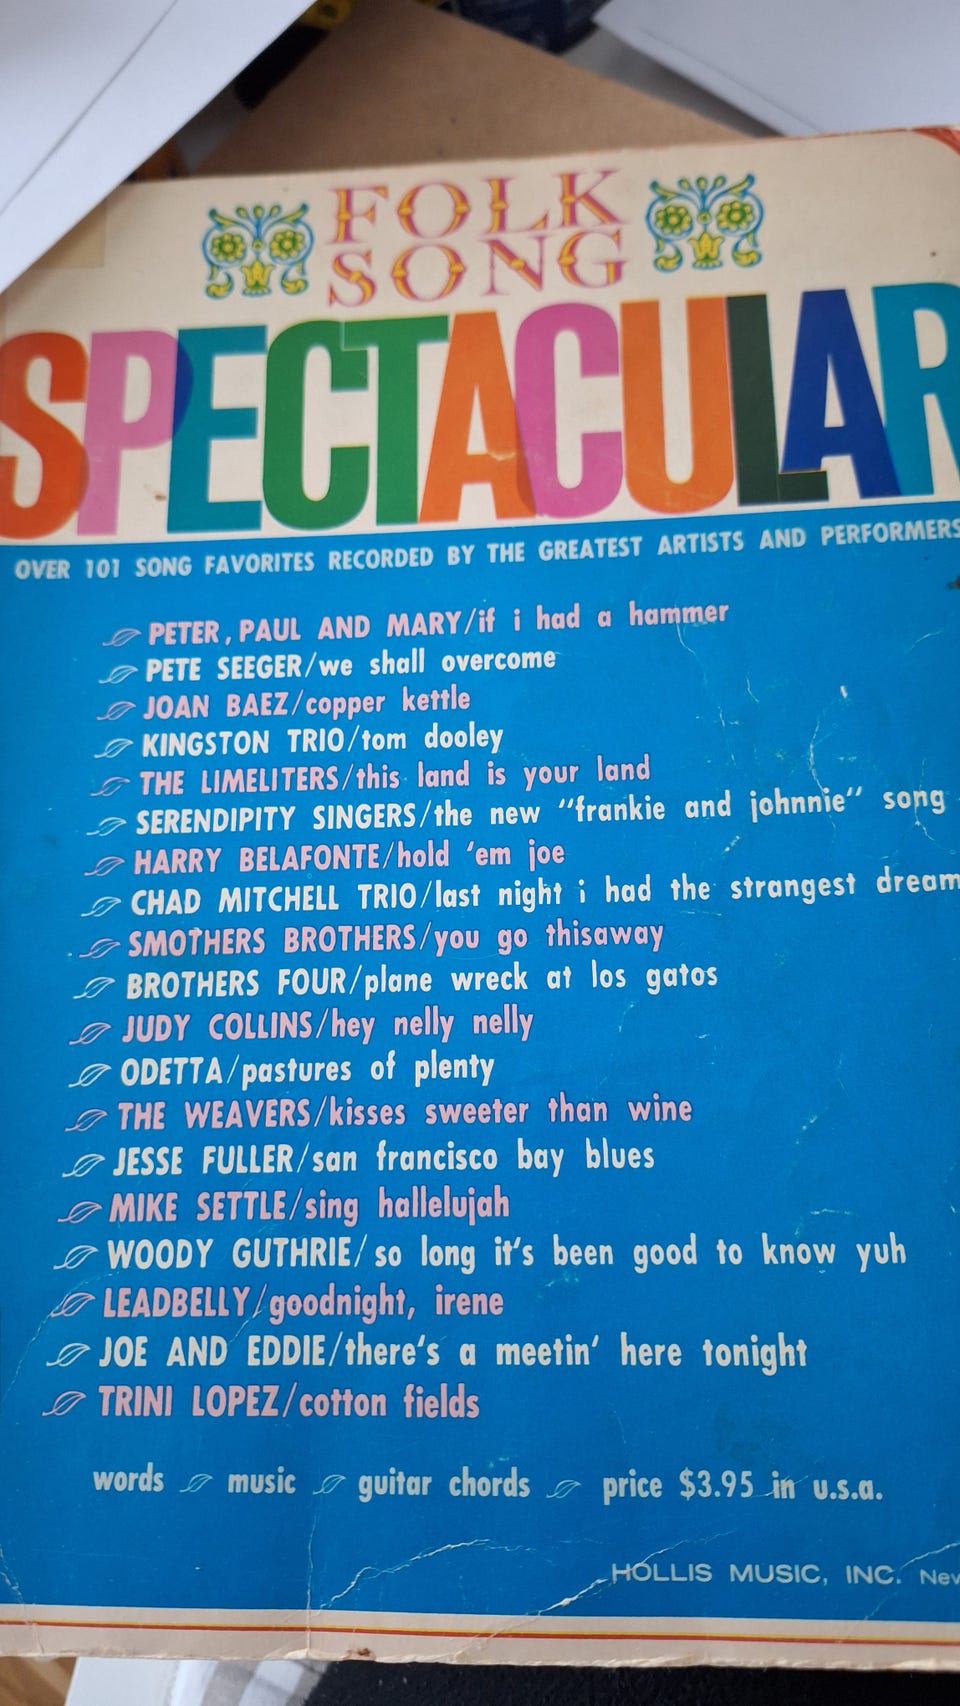 FOLK
SONG
SPECTACULAR
OVER 101 SONG FAVORITES RECORDED BY THE GREATEST ARTISTS AND PERFORMERS
PETER, PAUL AND MARY/if i had a hammer
PETE SEEGER/we shall overcome
JOAN BAEZ/copper kettle
KINGSTON TRIO/tom dooley
THE LIMELITERS/this land is your land
SERENDIPITY SINGERS/the new "frankie and johnnie" song
HARRY BELAFONTE/hold 'em joe
CHAD MITCHELL TRIO/last night i had the strangest dream
SMOTHERS BROTHERS/you go thisaway
BROTHERS FOUR/plane wreck at los gatos
JUDY COLLINS/hey nelly nelly
ODETTA/pastures of plenty
THE WEAVERS/kisses sweeter than wine
JESSE FULLER/san francisco bay blues
MIKE SETTLE/sing hallelujah
WOODY GUTHRIE/so long it's been good to know yuh
LEADBELLY/goodnight, irene
JOE AND EDDIE/there's a meetin' here tonight
TRINI LOPEZ/cotton fields
words music guitar chords price $3.95 in u.s.a.
HOLLIS MUSIC, INC. New